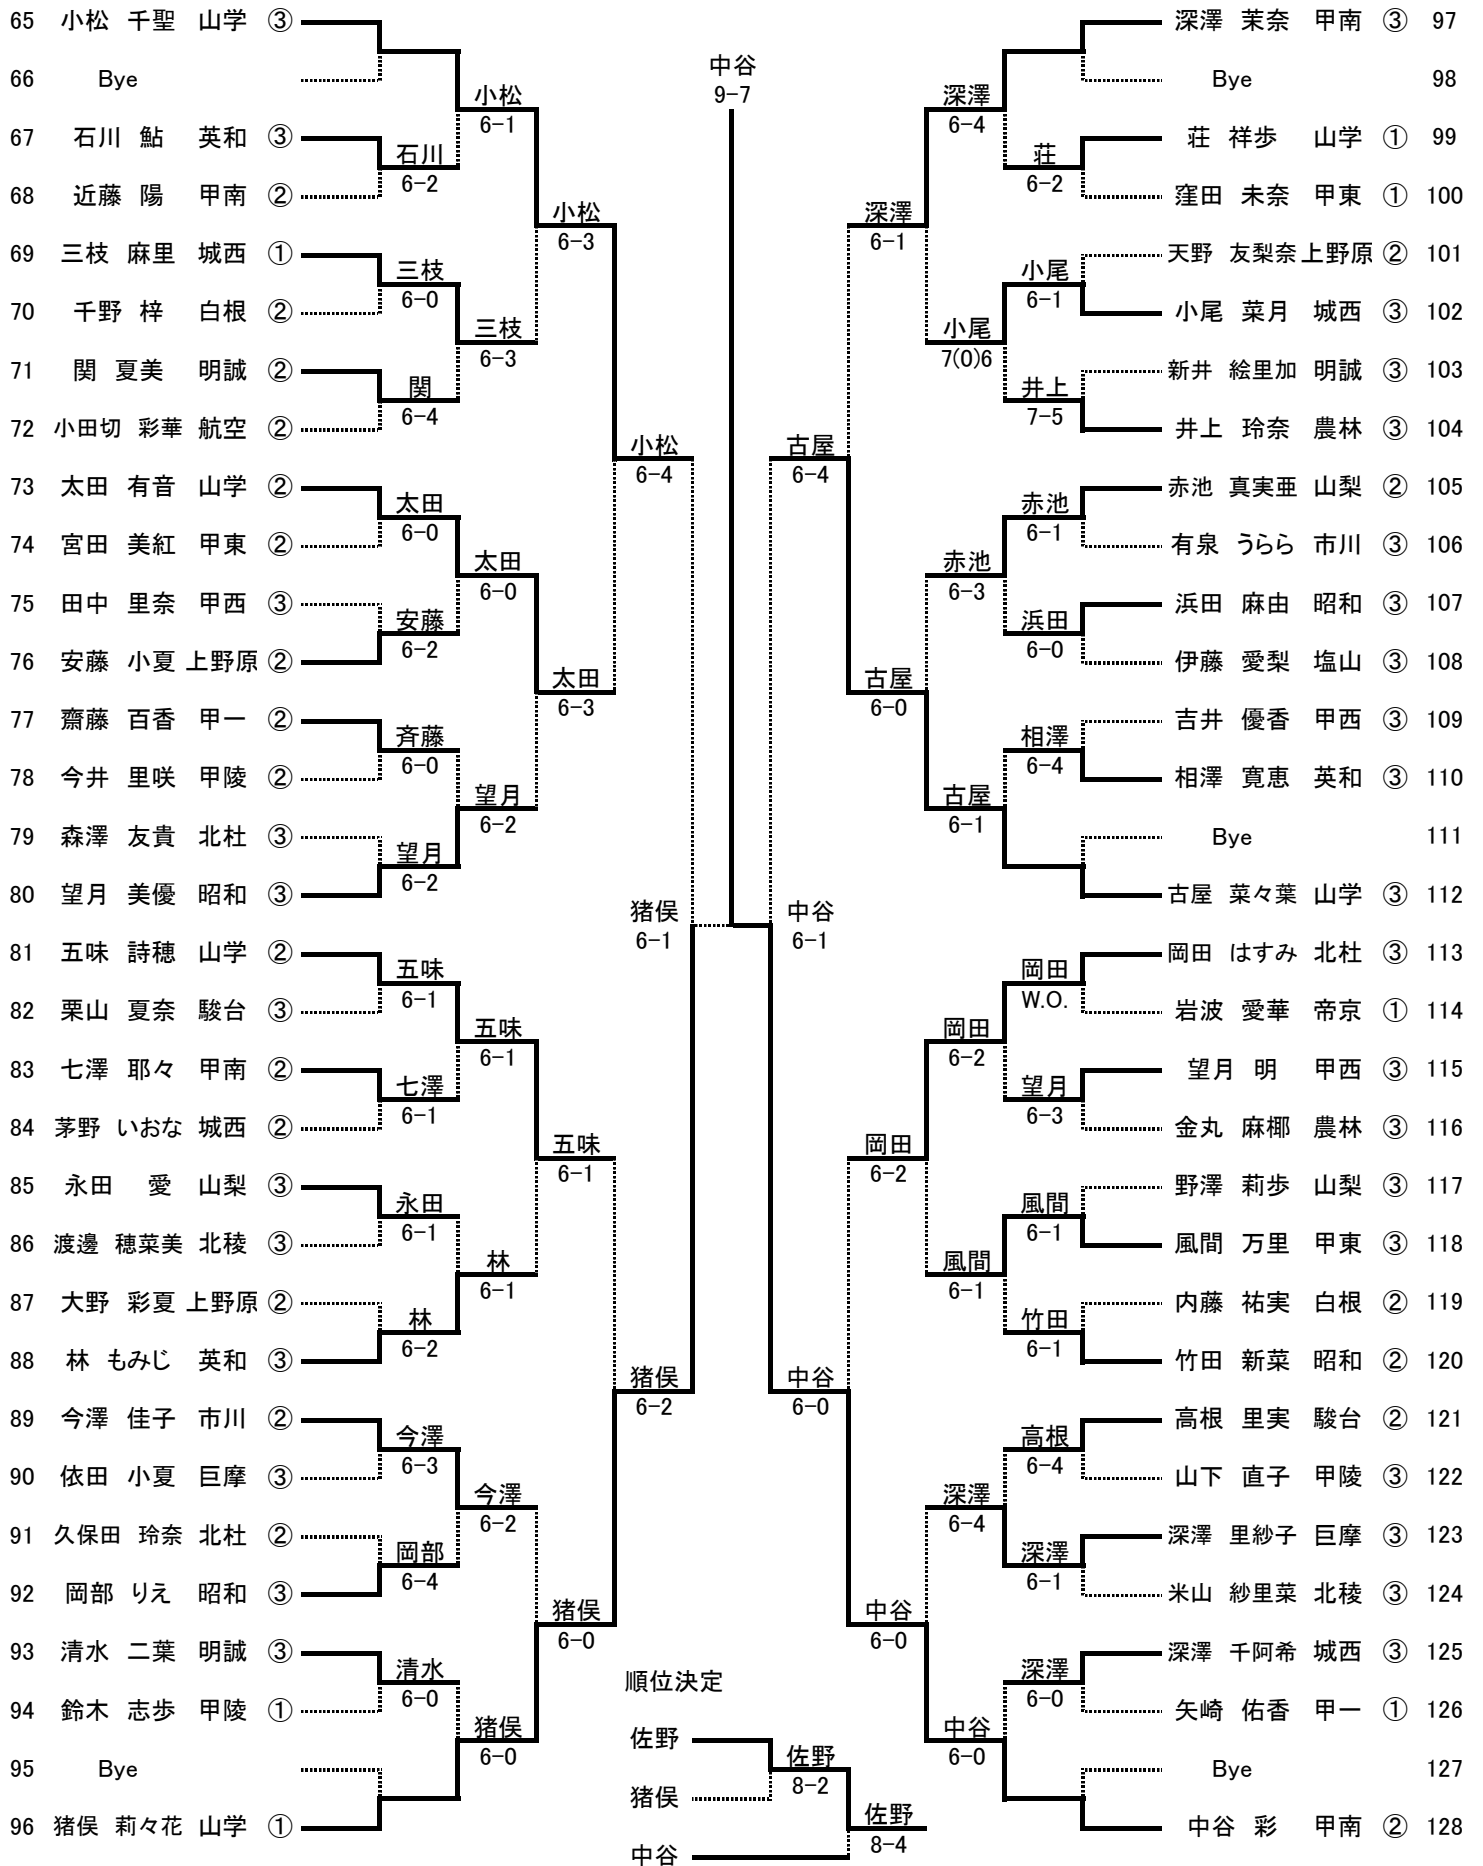 65 小松 千聖 山学 ③
66 Bye
67 石川 鮎 英和 ③
68 近藤 陽 甲南 ②
69 三枝 麻里 城西 ①
70 千野 梓 白根 ②
71 関 夏美 明誠 ②
72 小田切 彩華 航空 ②
73 太田 有音 山学 ②
74 宮田 美紅 甲東 ②
75 田中 里奈 甲西 ③
76 安藤 小夏 上野原 ②
77 齋藤 百香 甲一 ②
78 今井 里咲 甲陵 ②
79 森澤 友貴 北杜 ③
80 望月 美優 昭和 ③
81 五味 詩穂 山学 ②
82 栗山 夏奈 駿台 ③
83 七澤 耶々 甲南 ②
84 茅野 いおな 城西 ②
85 永田 愛 山梨 ③
86 渡邊 穂菜美 北稜 ③
87 大野 彩夏 上野原 ②
88 林 もみじ 英和 ③
89 今澤 佳子 市川 ②
90 依田 小夏 巨摩 ③
91 久保田 玲奈 北杜 ②
92 岡部 りえ 昭和 ③
93 清水 二葉 明誠 ③
94 鈴木 志歩 甲陵 ①
95 Bye
96 猪俣 莉々花 山学 ①
石川
6-2
三枝
6-0
関
6-4
太田
6-0
安藤
6-2
斉藤
6-0
望月
6-2
五味
6-1
七澤
6-1
永田
6-1
林
6-2
今澤
6-3
岡部
6-4
清水
6-0
小松
6-1
三枝
6-3
太田
6-0
望月
6-2
五味
6-1
林
6-1
今澤
6-2
猪俣
6-0
小松
6-3
太田
6-3
五味
6-1
猪俣
6-0
小松
6-4
猪俣
6-2
猪俣
6-1
中谷
9-7
中谷
6-1
古屋
6-4
中谷
6-0
深澤
6-1
古屋
6-0
岡田
6-2
中谷
6-0
深澤
6-4
小尾
7(0)6
赤池
6-3
古屋
6-1
岡田
6-2
風間
6-1
深澤
6-4
中谷
6-0
荘
6-2
小尾
6-1
井上
7-5
赤池
6-1
浜田
6-0
相澤
6-4
岡田
W.O.
望月
6-3
風間
6-1
竹田
6-1
高根
6-4
深澤
6-1
深澤
6-0
深澤 茉奈 甲南 ③ 97
Bye 98
荘 祥歩 山学 ① 99
窪田 未奈 甲東 ① 100
天野 友梨奈 上野原 ② 101
小尾 菜月 城西 ③ 102
新井 絵里加 明誠 ③ 103
井上 玲奈 農林 ③ 104
赤池 真実亜 山梨 ② 105
有泉 うらら 市川 ③ 106
浜田 麻由 昭和 ③ 107
伊藤 愛梨 塩山 ③ 108
吉井 優香 甲西 ③ 109
相澤 寛恵 英和 ③ 110
Bye 111
古屋 菜々葉 山学 ③ 112
岡田 はすみ 北杜 ③ 113
岩波 愛華 帝京 ① 114
望月 明 甲西 ③ 115
金丸 麻椰 農林 ③ 116
野澤 莉歩 山梨 ③ 117
風間 万里 甲東 ③ 118
内藤 祐実 白根 ② 119
竹田 新菜 昭和 ② 120
高根 里実 駿台 ② 121
山下 直子 甲陵 ③ 122
深澤 里紗子 巨摩 ③ 123
米山 紗里菜 北稜 ③ 124
深澤 千阿希 城西 ③ 125
矢崎 佑香 甲一 ① 126
Bye 127
中谷 彩 甲南 ② 128
順位決定
佐野
猪俣
中谷
佐野
8-2
佐野
8-4